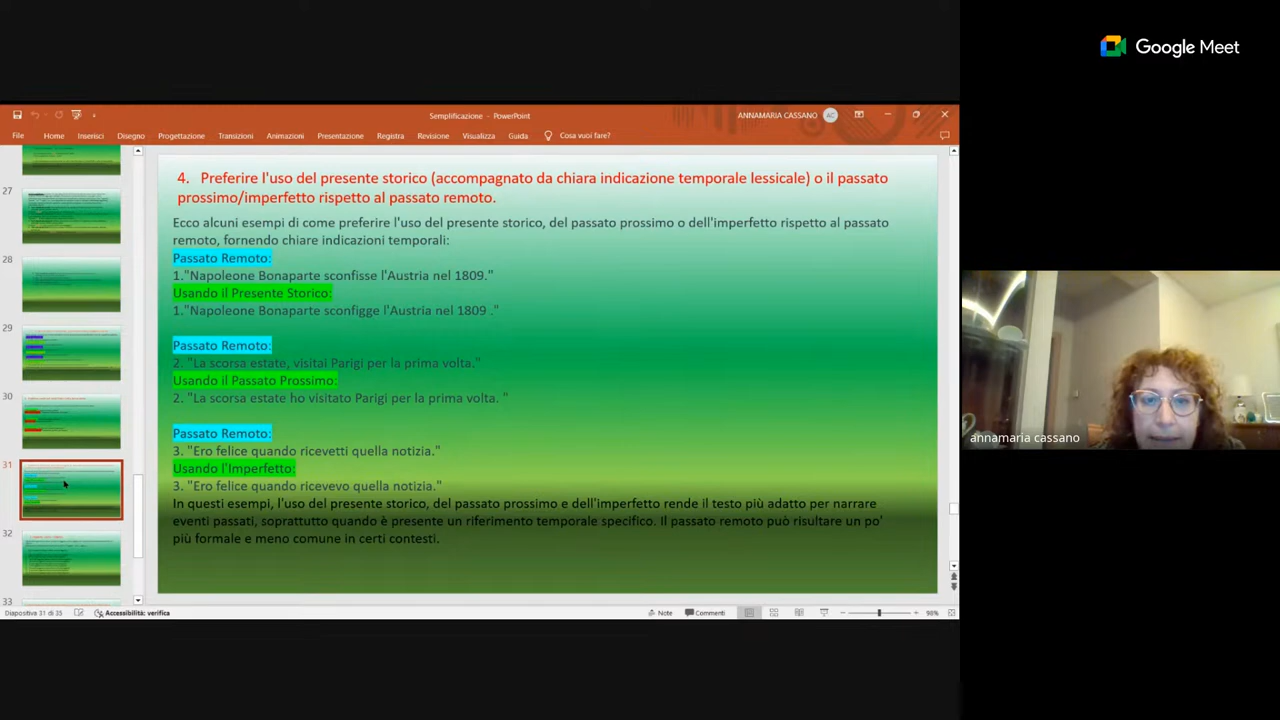 Google Meet
Semplificazione - PowerPoint
ANNAMARIA CASSANO
AC
File Home Inserisci Disegno Progettazione Transizioni Animazioni Presentazione Registra Revisione Visualizza Guida Cosa vuoi fare?
27
28
29
30
31
32
33
4. Preferire l'uso del presente storico (accompagnato da chiara indicazione temporale lessicale) o il passato
prossimo/imperfetto rispetto al passato remoto.
Ecco alcuni esempi di come preferire l'uso del presente storico, del passato prossimo o dell'imperfetto rispetto al passato
remoto, fornendo chiare indicazioni temporali:
Passato Remoto:
1."Napoleone Bonaparte sconfisse l'Austria nel 1809."
Usando il Presente Storico:
1."Napoleone Bonaparte sconfigge l'Austria nel 1809 ."
Passato Remoto:
2. "La scorsa estate, visitai Parigi per la prima volta."
Usando il Passato Prossimo:
2. "La scorsa estate ho visitato Parigi per la prima volta. "
Passato Remoto:
3. "Ero felice quando ricevetti quella notizia."
Usando l'Imperfetto:
3. "Ero felice quando ricevevo quella notizia."
In questi esempi, l'uso del presente storico, del passato prossimo e dell'imperfetto rende il testo più adatto per narrare
eventi passati, soprattutto quando è presente un riferimento temporale specifico. Il passato remoto può risultare un po'
più formale e meno comune in certi contesti.
annamaria cassano
Diapositiva 31 di 35 Accessibilità: verifica
Note Commenti 98%